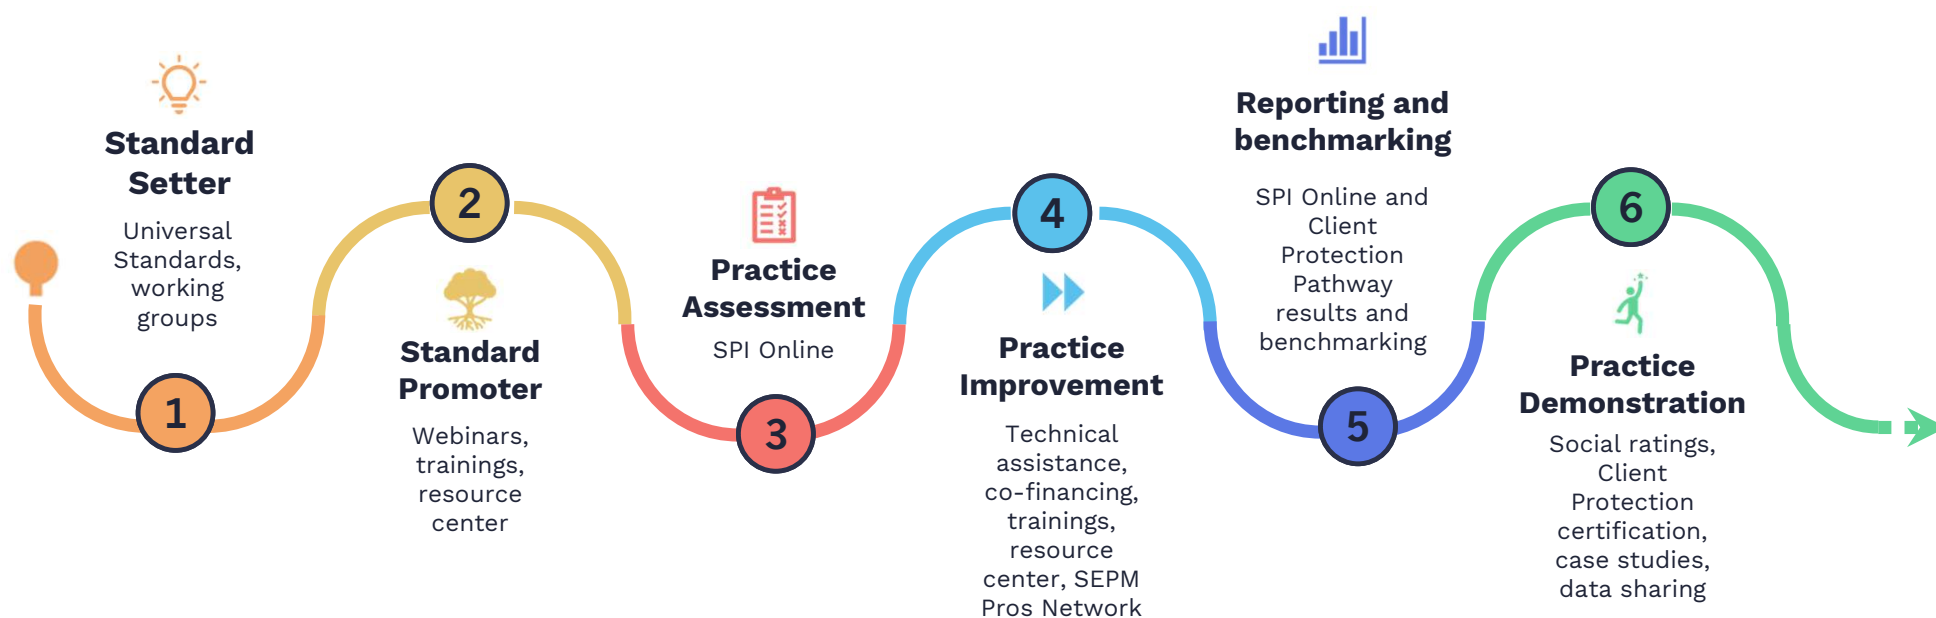 1
Standard
Setter
Universal
Standards,
working
groups
2
Standard
Promoter
Webinars,
trainings,
resource
center
3
Practice
Assessment
SPI Online
4
Practice
Improvement
Technical
assistance,
co-financing,
trainings,
resource
center, SEPM
Pros Network
5
Reporting and
benchmarking
SPI Online and
Client
Protection
Pathway
results and
benchmarking
6
Practice
Demonstration
Social ratings,
Client
Protection
certification,
case studies,
data sharing